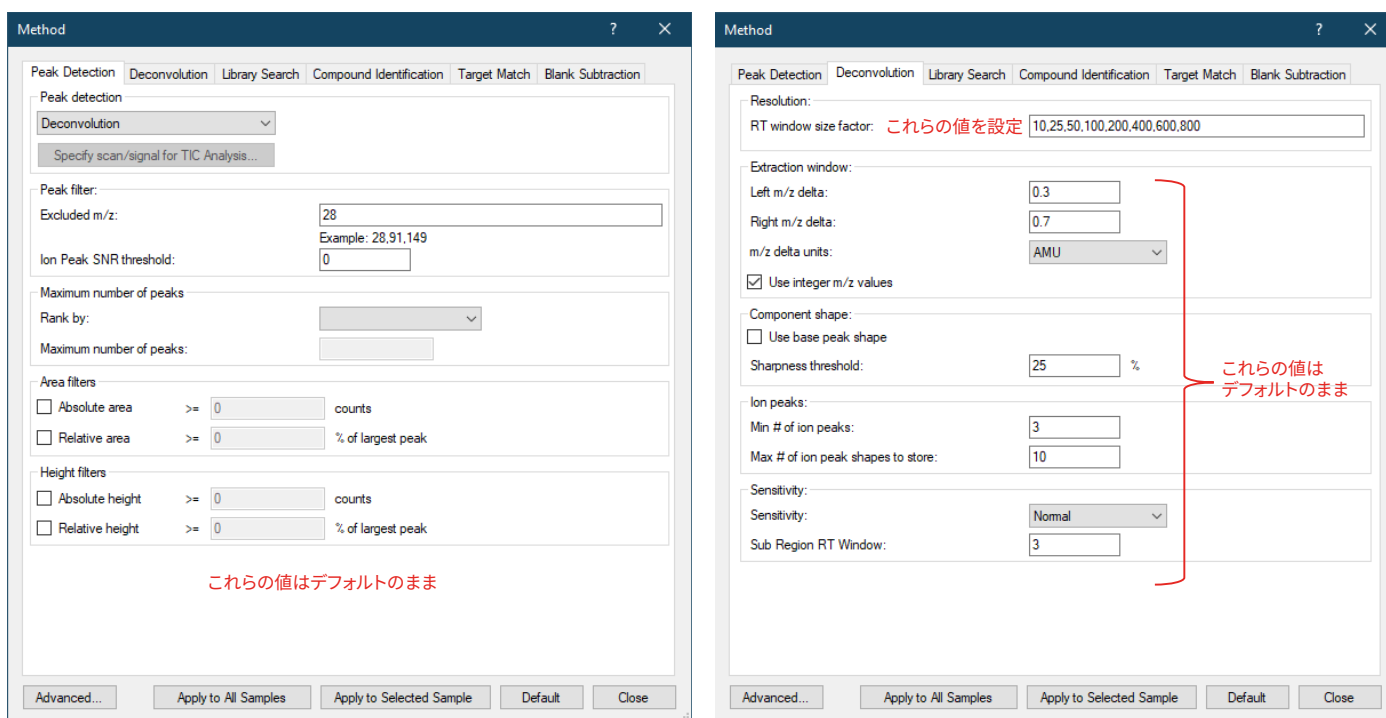 Method ? ×
Peak Detection Deconvolution Library Search Compound Identification Target Match Blank Subtraction
Peak detection
Deconvolution
Specify scan/signal for TIC Analysis...
Peak filter:
Excluded m/z: 28
Example: 28,91,149
Ion Peak SNR threshold: 0
Maximum number of peaks
Rank by:
Maximum number of peaks:
Area filters
Absolute area >= 0 counts
Relative area >= 0 % of largest peak
Height filters
Absolute height >= 0 counts
Relative height >= 0 % of largest peak
これらの値はデフォルトのまま
Advanced... Apply to All Samples Apply to Selected Sample Default Close
Method ? ×
Peak Detection Deconvolution Library Search Compound Identification Target Match Blank Subtraction
Resolution:
RT window size factor: これらの値を設定 10,25,50,100,200,400,600,800
Extraction window:
Left m/z delta: 0.3
Right m/z delta: 0.7
m/z delta units: AMU
Use integer m/z values
Component shape:
Use base peak shape
Sharpness threshold: 25 %
Ion peaks:
Min # of ion peaks: 3
Max # of ion peak shapes to store: 10
Sensitivity:
Sensitivity: Normal
Sub Region RT Window: 3
これらの値は
デフォルトのまま
Advanced... Apply to All Samples Apply to Selected Sample Default Close